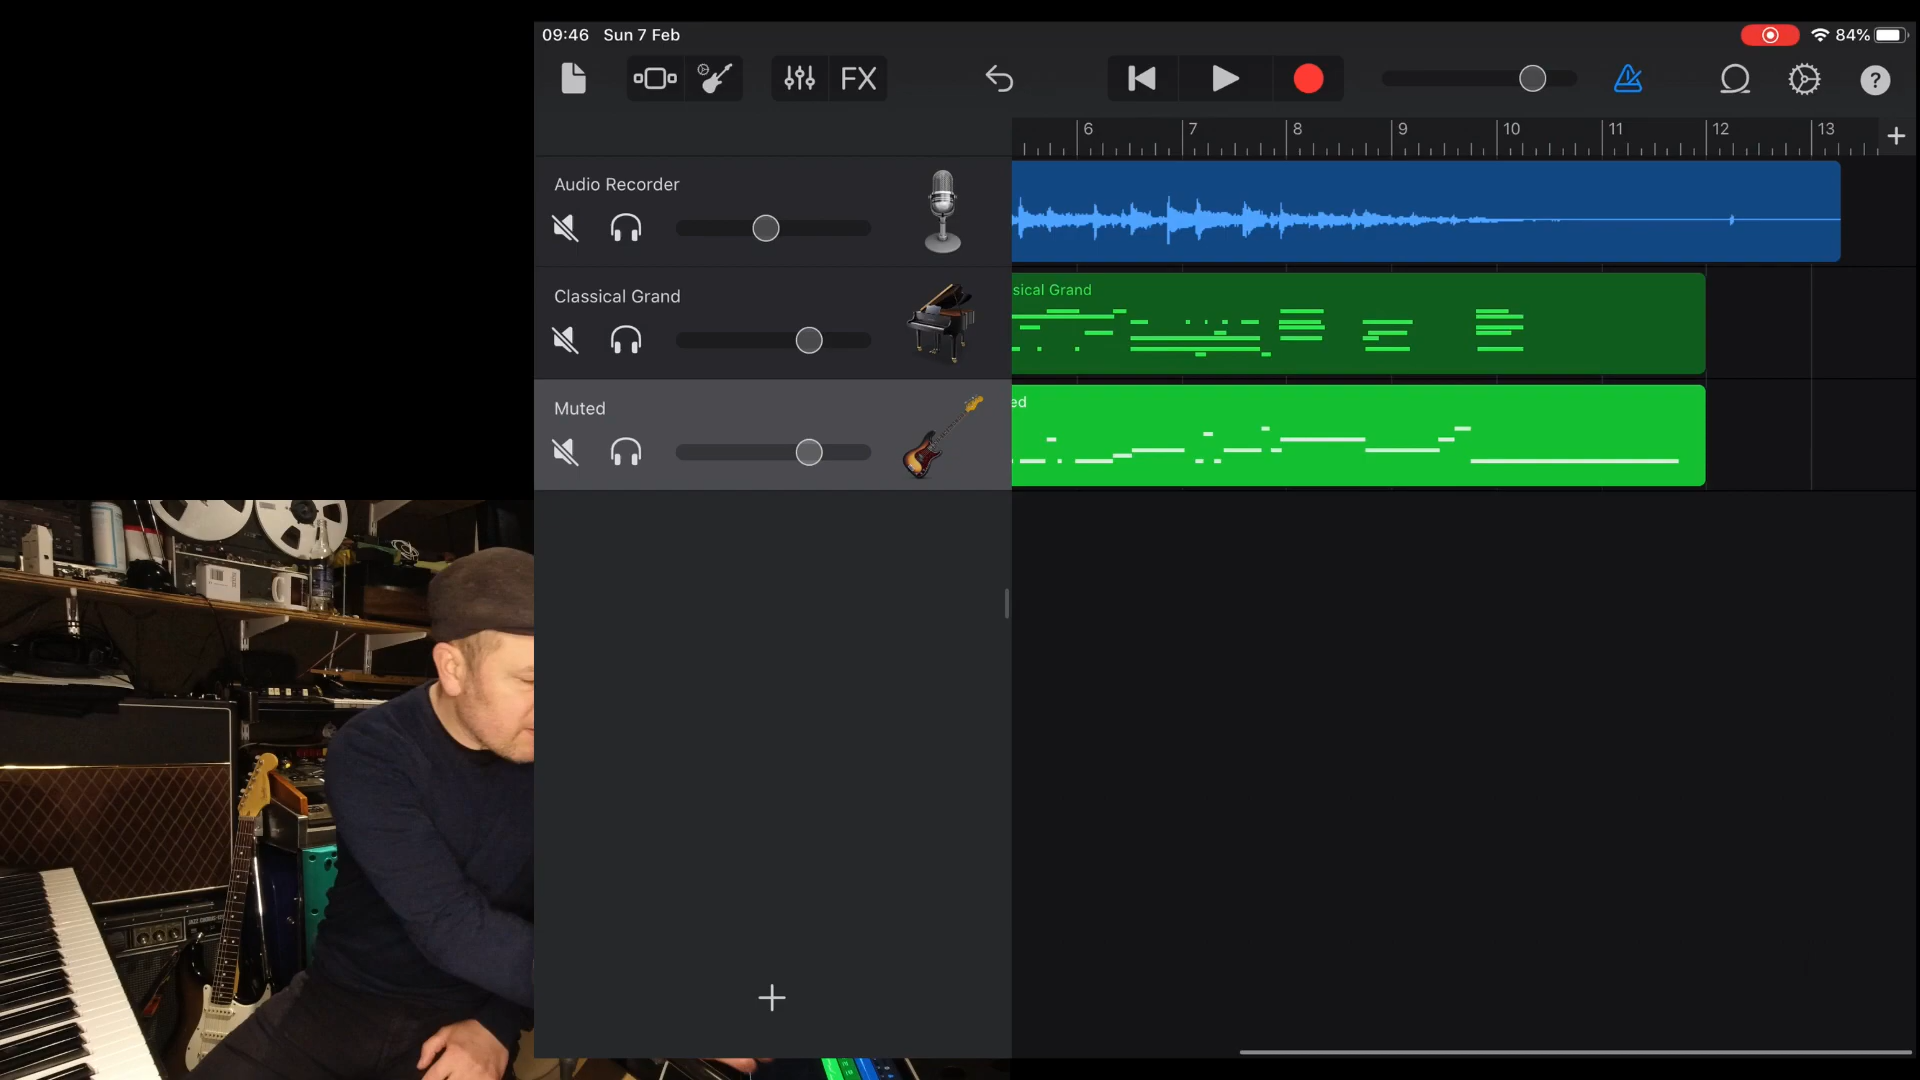 09:46 Sun 7 Feb
84%
FX
?
6 7 8 9 10 11 12 13
Audio Recorder
Classical Grand
sical Grand
Muted
ed